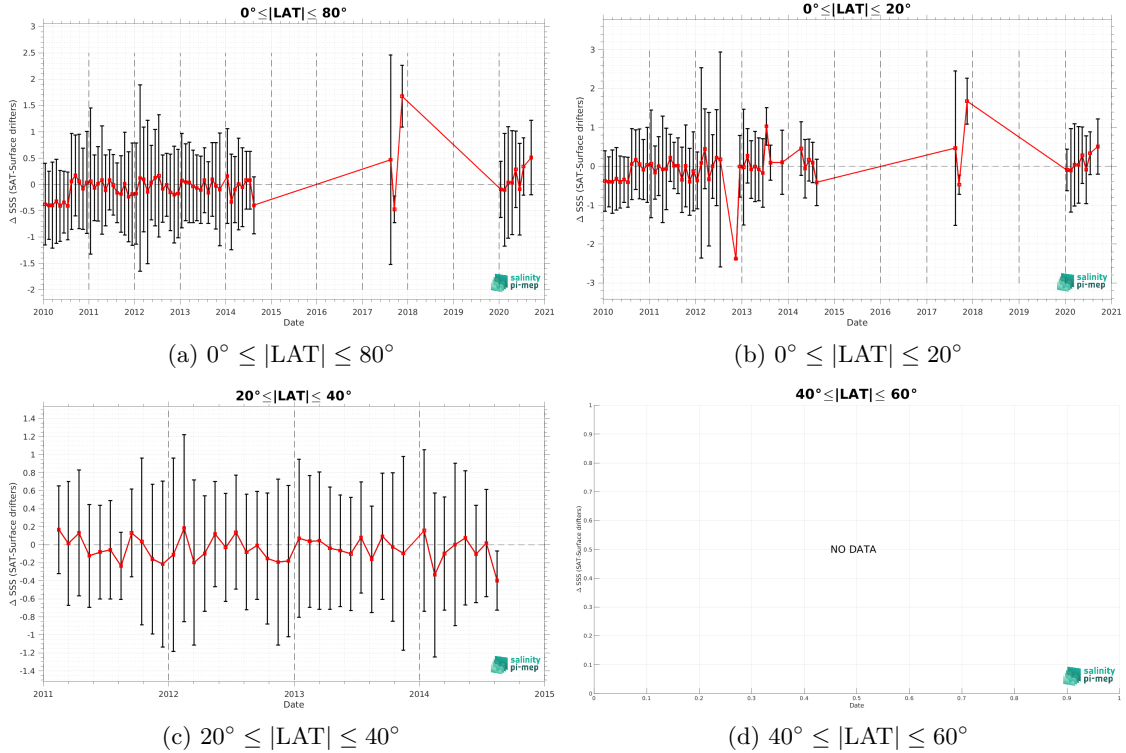 0°≤|LAT|≤ 80°
Δ SSS (SAT-Surface drifters)
3
2.5
2
1.5
1
0.5
0
-0.5
-1
-1.5
-2
2010 2011 2012 2013 2014 2015 2016 2017 2018 2019 2020 2021
Date
salinity
pi-mep
(a) 0° ≤ |LAT| ≤ 80°
0°≤|LAT|≤ 20°
Δ SSS (SAT-Surface drifters)
3
2
1
0
-1
-2
-3
2010 2011 2012 2013 2014 2015 2016 2017 2018 2019 2020 2021
Date
salinity
pi-mep
(b) 0° ≤ |LAT| ≤ 20°
20°≤|LAT|≤ 40°
Δ SSS (SAT-Surface drifters)
1.4
1.2
1
0.8
0.6
0.4
0.2
0
-0.2
-0.4
-0.6
-0.8
-1
-1.2
-1.4
2011 2012 2013 2014 2015
Date
salinity
pi-mep
(c) 20° ≤ |LAT| ≤ 40°
40°≤|LAT|≤ 60°
Δ SSS (SAT-Surface drifters)
1
0.9
0.8
0.7
0.6
0.5
0.4
0.3
0.2
0.1
0
NO DATA
0 0.1 0.2 0.3 0.4 0.5 0.6 0.7 0.8 0.9 1
Date
salinity
pi-mep
(d) 40° ≤ |LAT| ≤ 60°